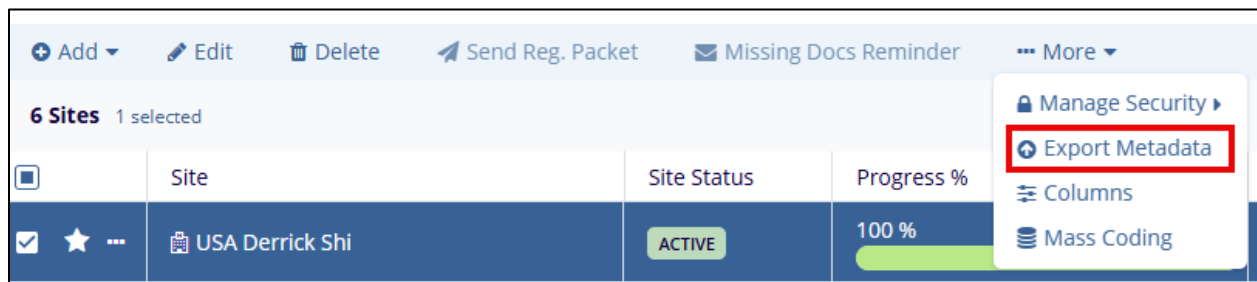 Add Edit Delete Send Reg. Packet Missing Docs Reminder More
6 Sites 1 selected
Manage Security
Export Metadata
Columns
Mass Coding
Site Site Status Progress %
USA Derrick Shi ACTIVE 100 %